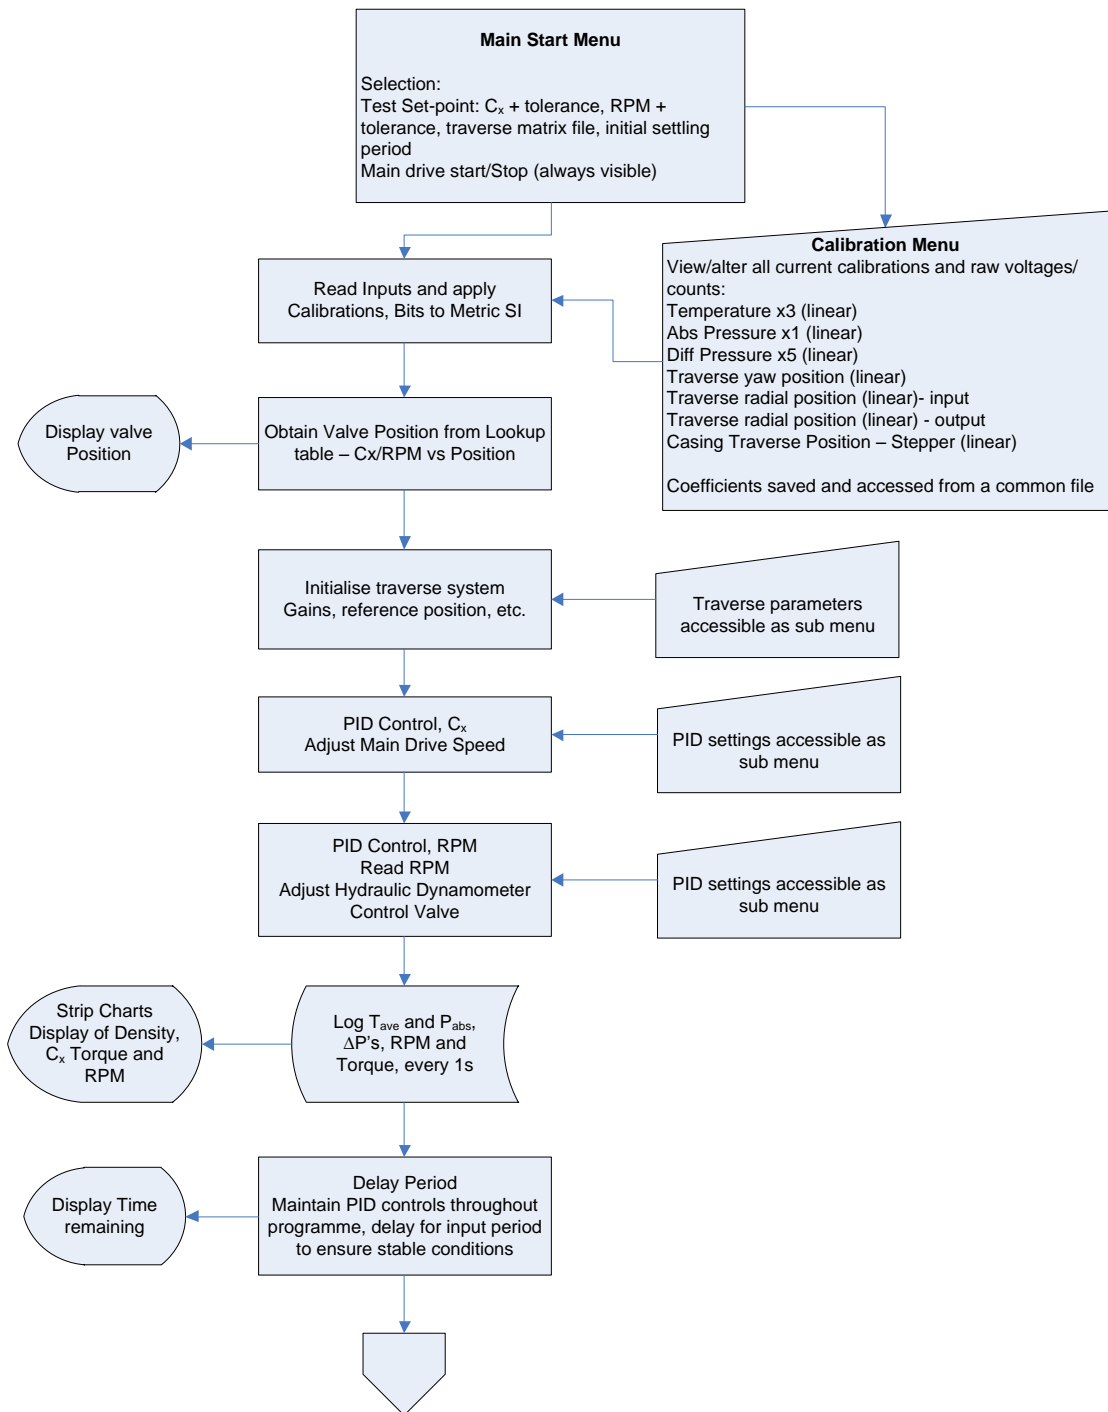 Main Start Menu
Selection:
Test Set-point: Cₓ + tolerance, RPM +
tolerance, traverse matrix file, initial settling
period
Main drive start/Stop (always visible)
Calibration Menu
View/alter all current calibrations and raw voltages/
counts:
Temperature x3 (linear)
Abs Pressure x1 (linear)
Diff Pressure x5 (linear)
Traverse yaw position (linear)
Traverse radial position (linear)- input
Traverse radial position (linear) - output
Casing Traverse Position – Stepper (linear)
Coefficients saved and accessed from a common file
Read Inputs and apply
Calibrations, Bits to Metric SI
Obtain Valve Position from Lookup
table – Cx/RPM vs Position
Display valve
Position
Initialise traverse system
Gains, reference position, etc.
Traverse parameters
accessible as sub menu
PID Control, Cₓ
Adjust Main Drive Speed
PID settings accessible as
sub menu
PID Control, RPM
Read RPM
Adjust Hydraulic Dynamometer
Control Valve
PID settings accessible as
sub menu
Log Tₐᵥₑ and Pₐbₛ,
ΔP's, RPM and
Torque, every 1s
Strip Charts
Display of Density,
Cₓ Torque and
RPM
Delay Period
Maintain PID controls throughout
programme, delay for input period
to ensure stable conditions
Display Time
remaining